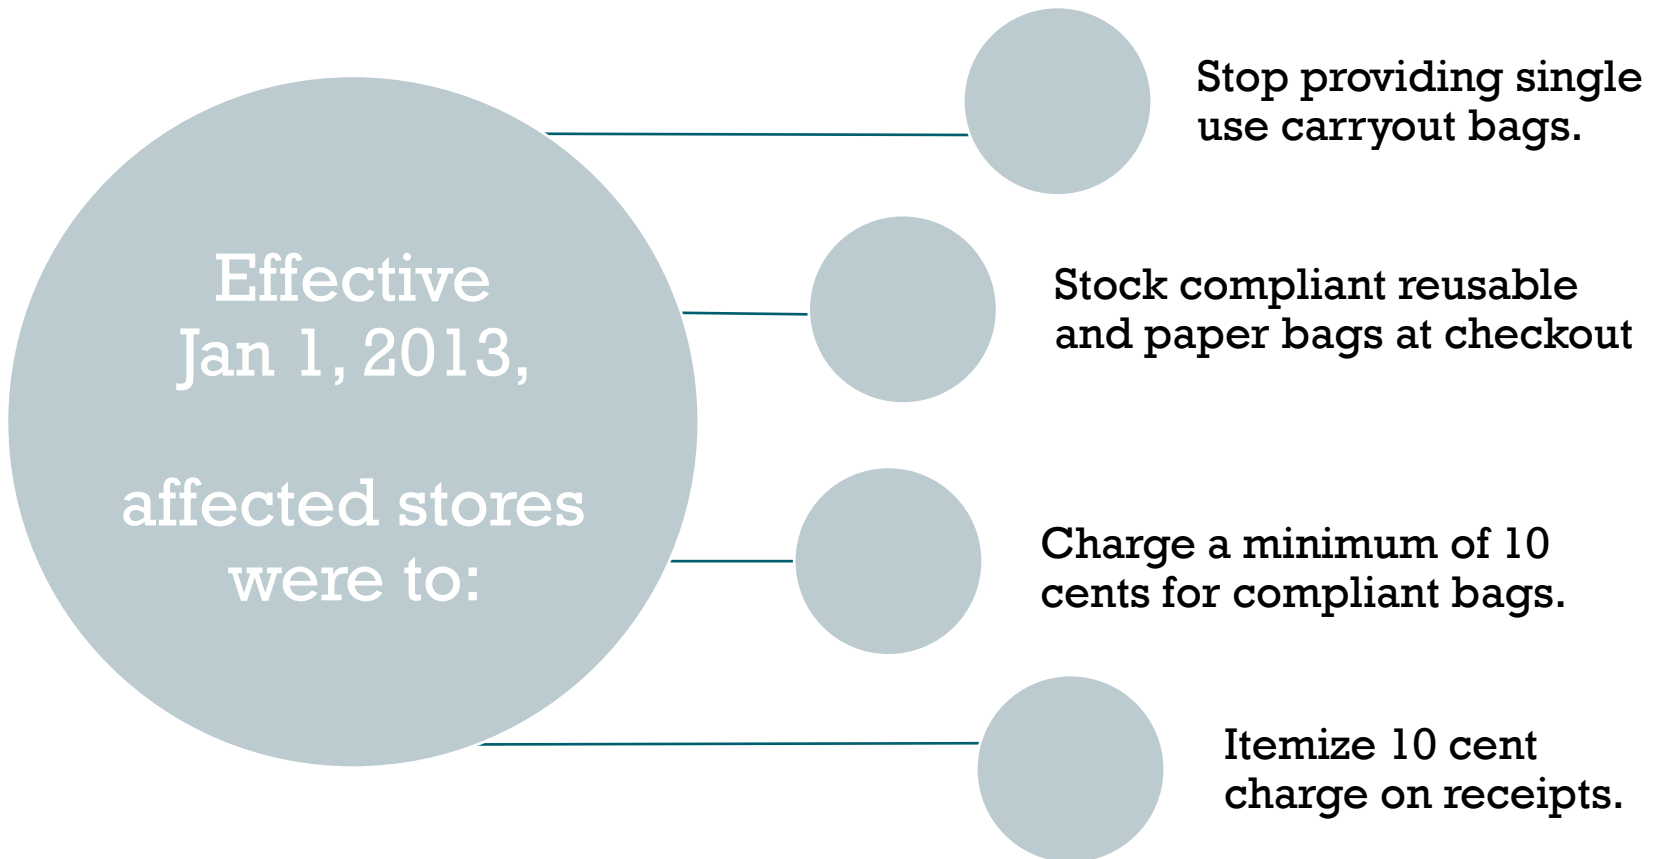 Effective
Jan 1, 2013,
affected stores
were to:
Stop providing single
use carryout bags.
Stock compliant reusable
and paper bags at checkout
Charge a minimum of 10
cents for compliant bags.
Itemize 10 cent
charge on receipts.